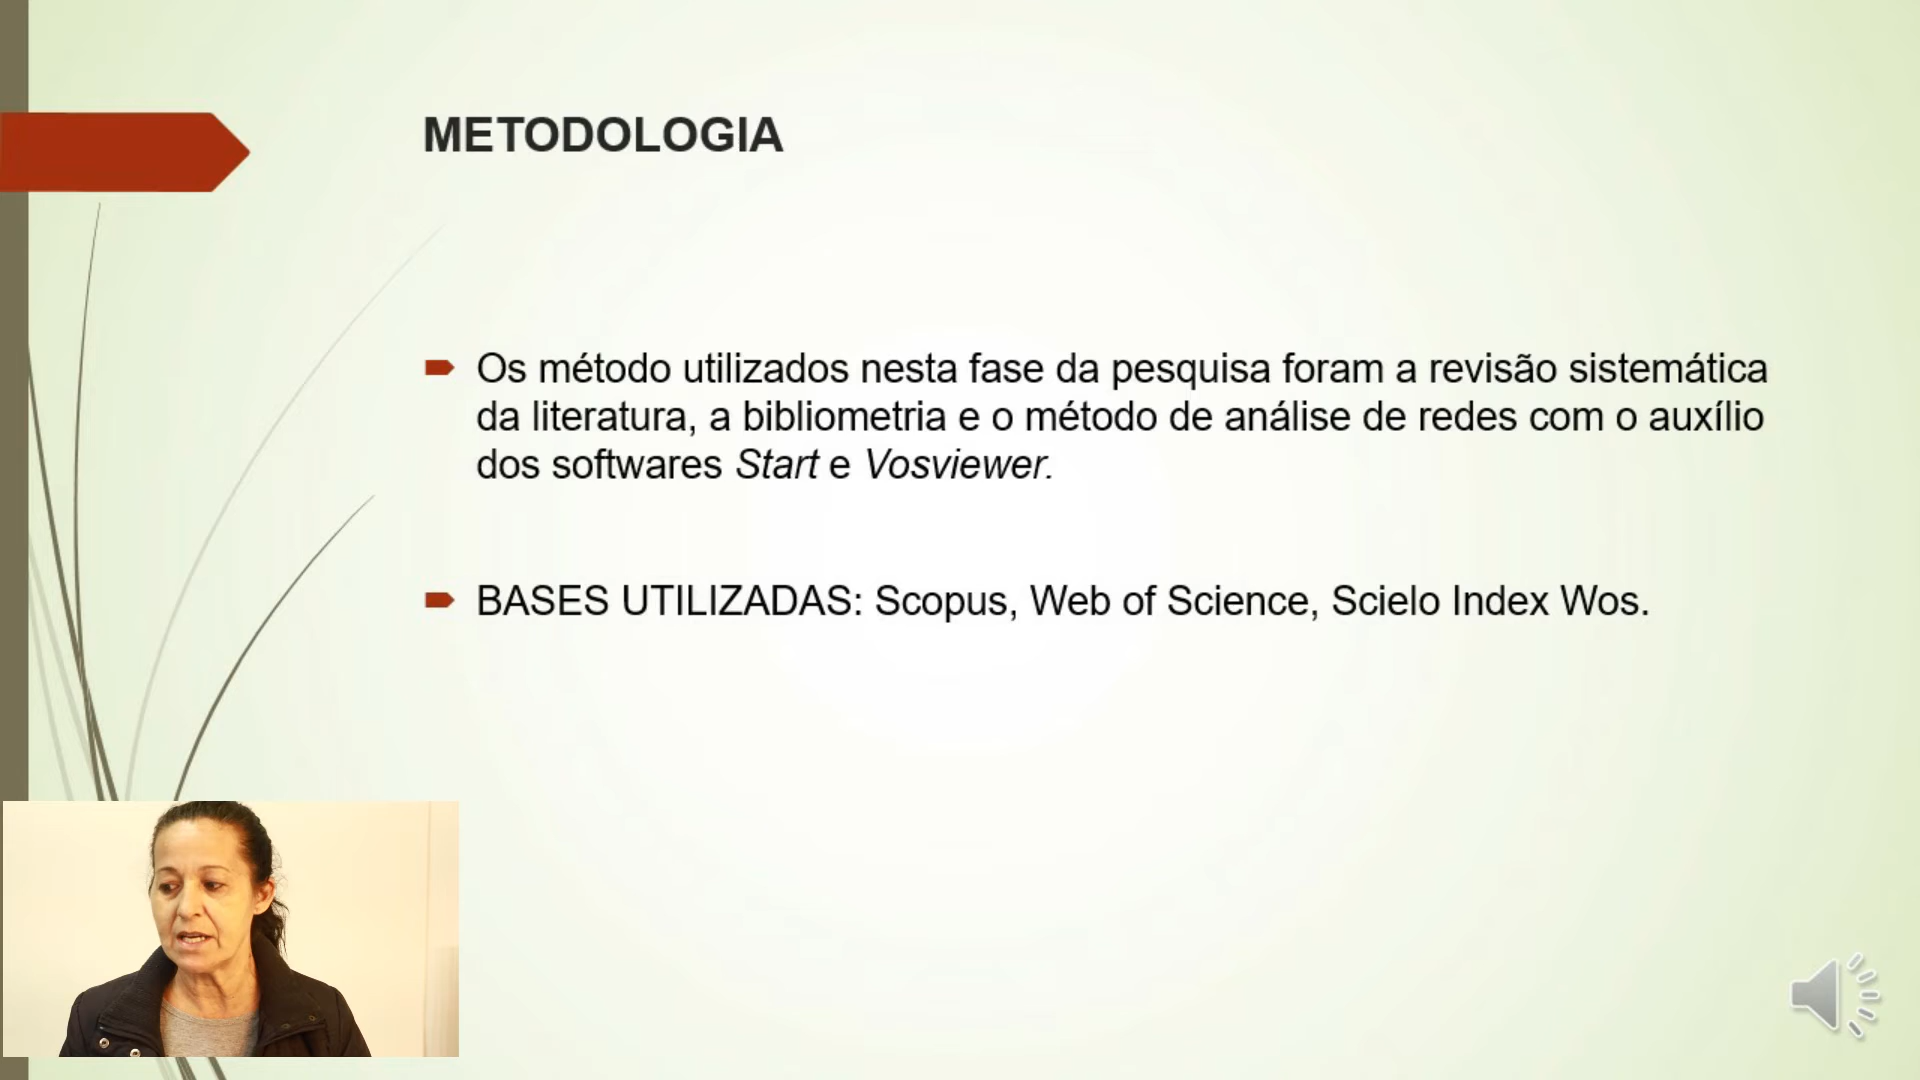 METODOLOGIA
Os método utilizados nesta fase da pesquisa foram a revisão sistemática
da literatura, a bibliometria e o método de análise de redes com o auxílio
dos softwares Start e Vosviewer.
BASES UTILIZADAS: Scopus, Web of Science, Scielo Index Wos.